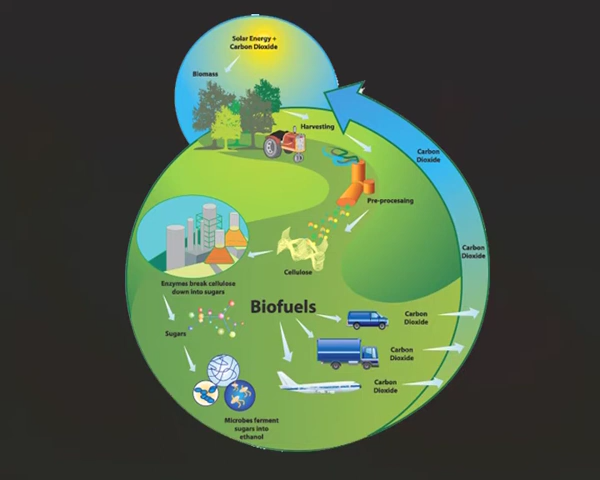 Solar Energy +
Carbon Dioxide
Biomass
Harvesting
Carbon
Dioxide
Pre-processing
Carbon
Dioxide
Cellulose
Enzymes break cellulose
down into sugars
Biofuels
Sugars
Carbon
Dioxide
Carbon
Dioxide
Carbon
Dioxide
Microbes ferment
sugars into
ethanol